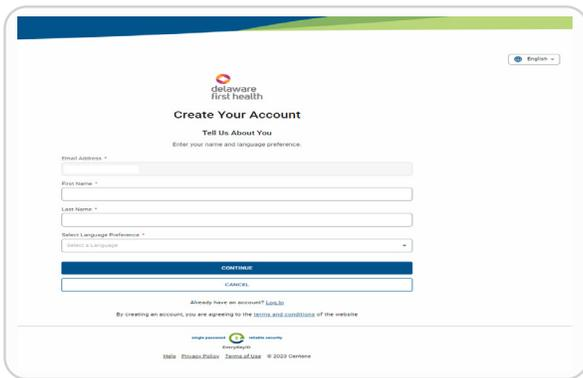 English
delaware
first health
Create Your Account
Tell Us About You
Enter your name and language preference.
Email Address *
First Name *
Last Name *
Select Language Preference *
Select a Language
CONTINUE
CANCEL
Already have an account? Log In
By creating an account, you are agreeing to the terms and conditions of the website
single password reliable security
EverydayID
Help Privacy Policy Terms of Use © 2023 Centene